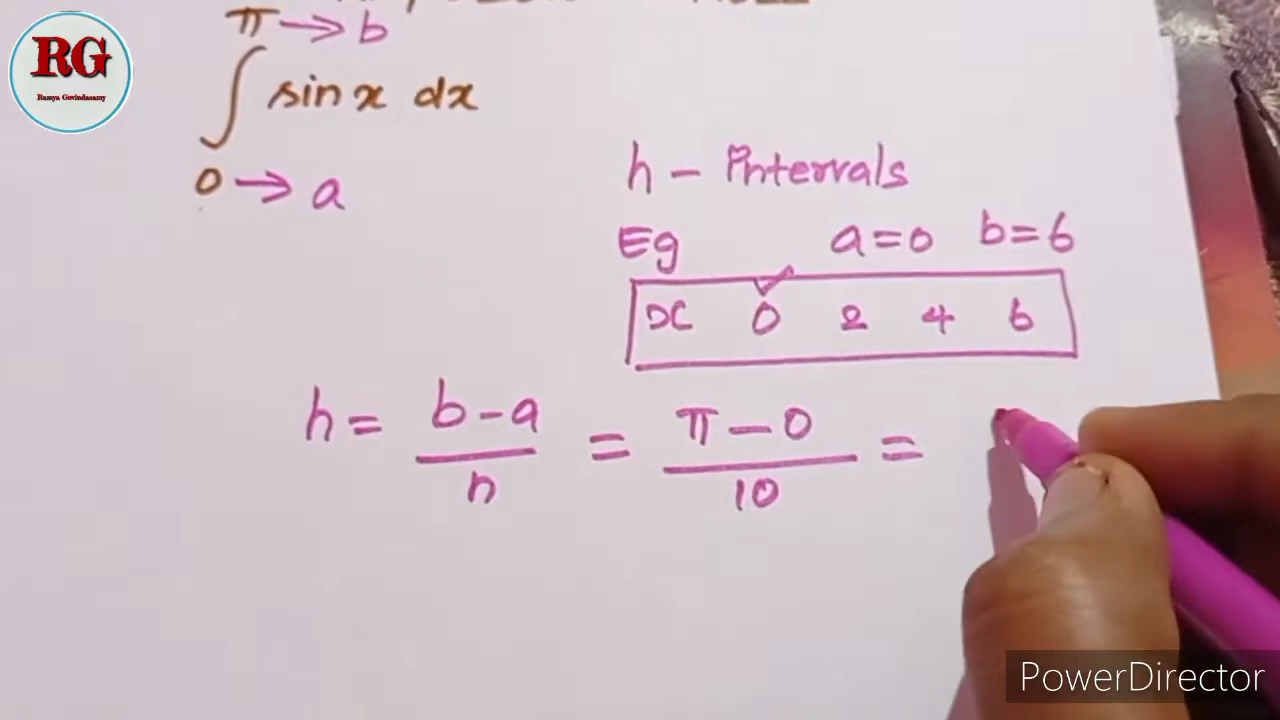 RG
Ramya Govindasamy
π → b
∫ sin x dx
0 → a
h - Intervals
Eg a = 0 b = 6
x 0 2 4 6
h = b - a / n = π - 0 / 10 =
PowerDirector